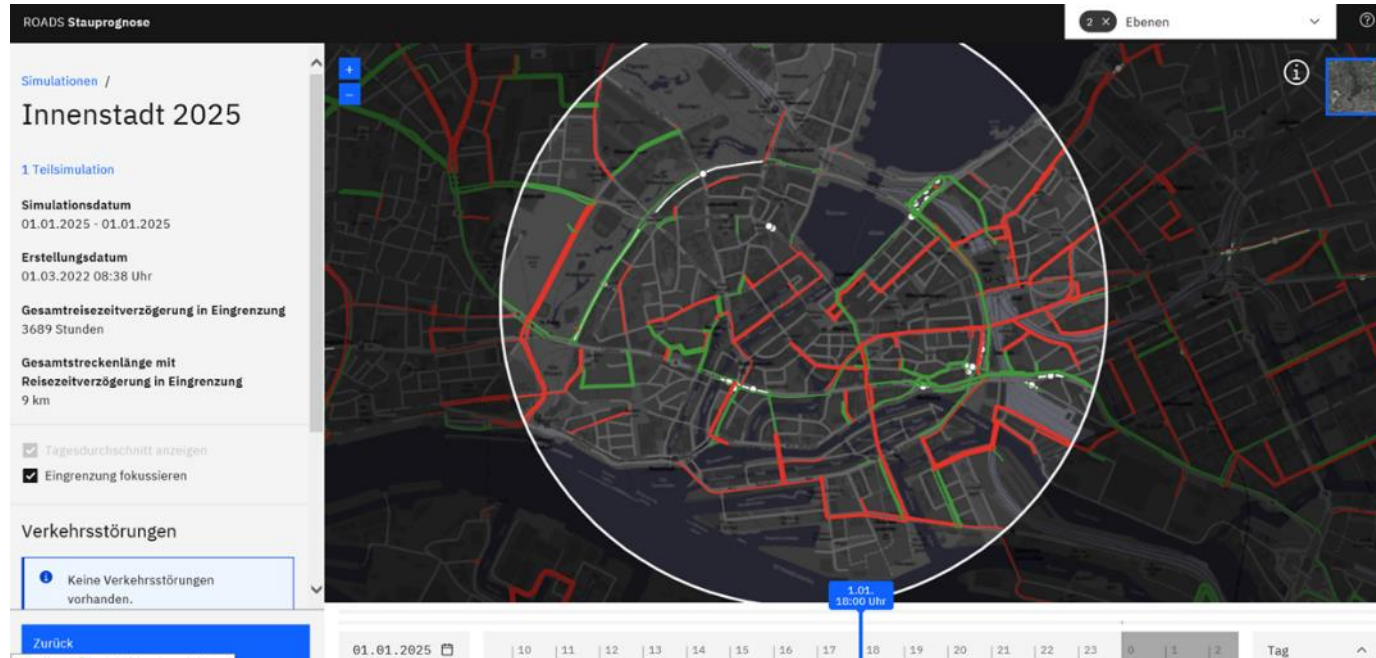 ROADS Stauprognose
2 × Ebenen
Simulationen /
Innenstadt 2025
1 Teilsimulation
Simulationsdatum
01.01.2025 - 01.01.2025
Erstellungsdatum
01.03.2022 08:38 Uhr
Gesamtreisezeitverzögerung in Eingrenzung
3689 Stunden
Gesamtstreckenlänge mit
Reisezeitverzögerung in Eingrenzung
9 km
Tagesdurchschnitt anzeigen
Eingrenzung fokussieren
Verkehrsstörungen
Keine Verkehrsstörungen
vorhanden.
Zurück
+
−
1.01.
18:00 Uhr
01.01.2025
10 11 12 13 14 15 16 17 18 19 20 21 22 23 0 1 2
Tag